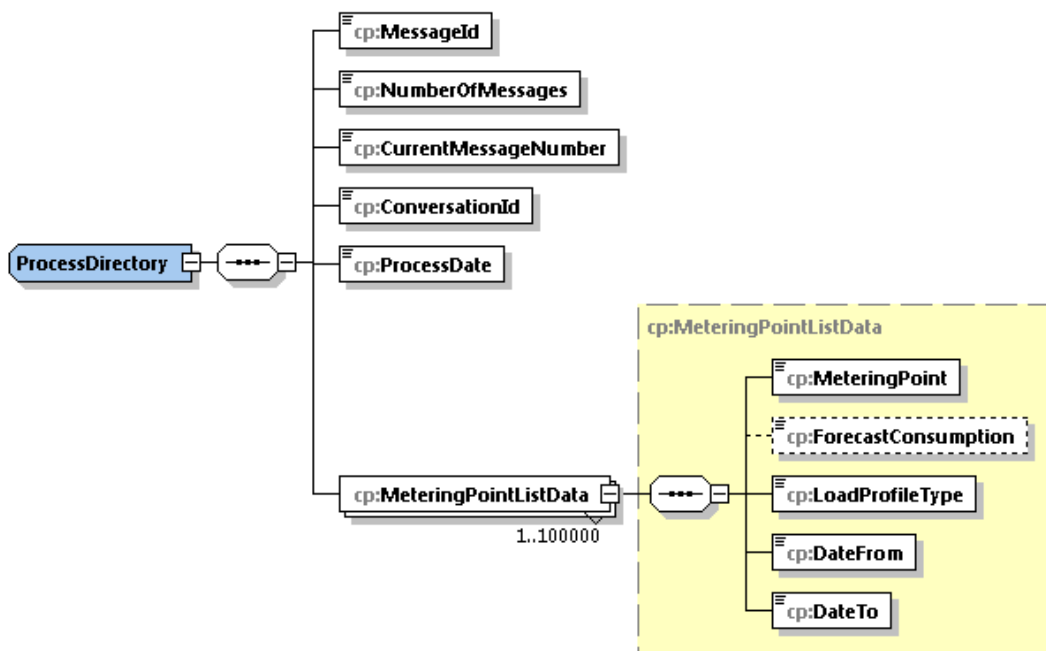 cp:MessageId
cp:NumberOfMessages
cp:CurrentMessageNumber
cp:ConversationId
ProcessDirectory
cp:ProcessDate
cp:MeteringPointListData
cp:MeteringPoint
cp:ForecastConsumption
cp:MeteringPointListData
1..100000
cp:LoadProfileType
cp:DateFrom
cp:DateTo